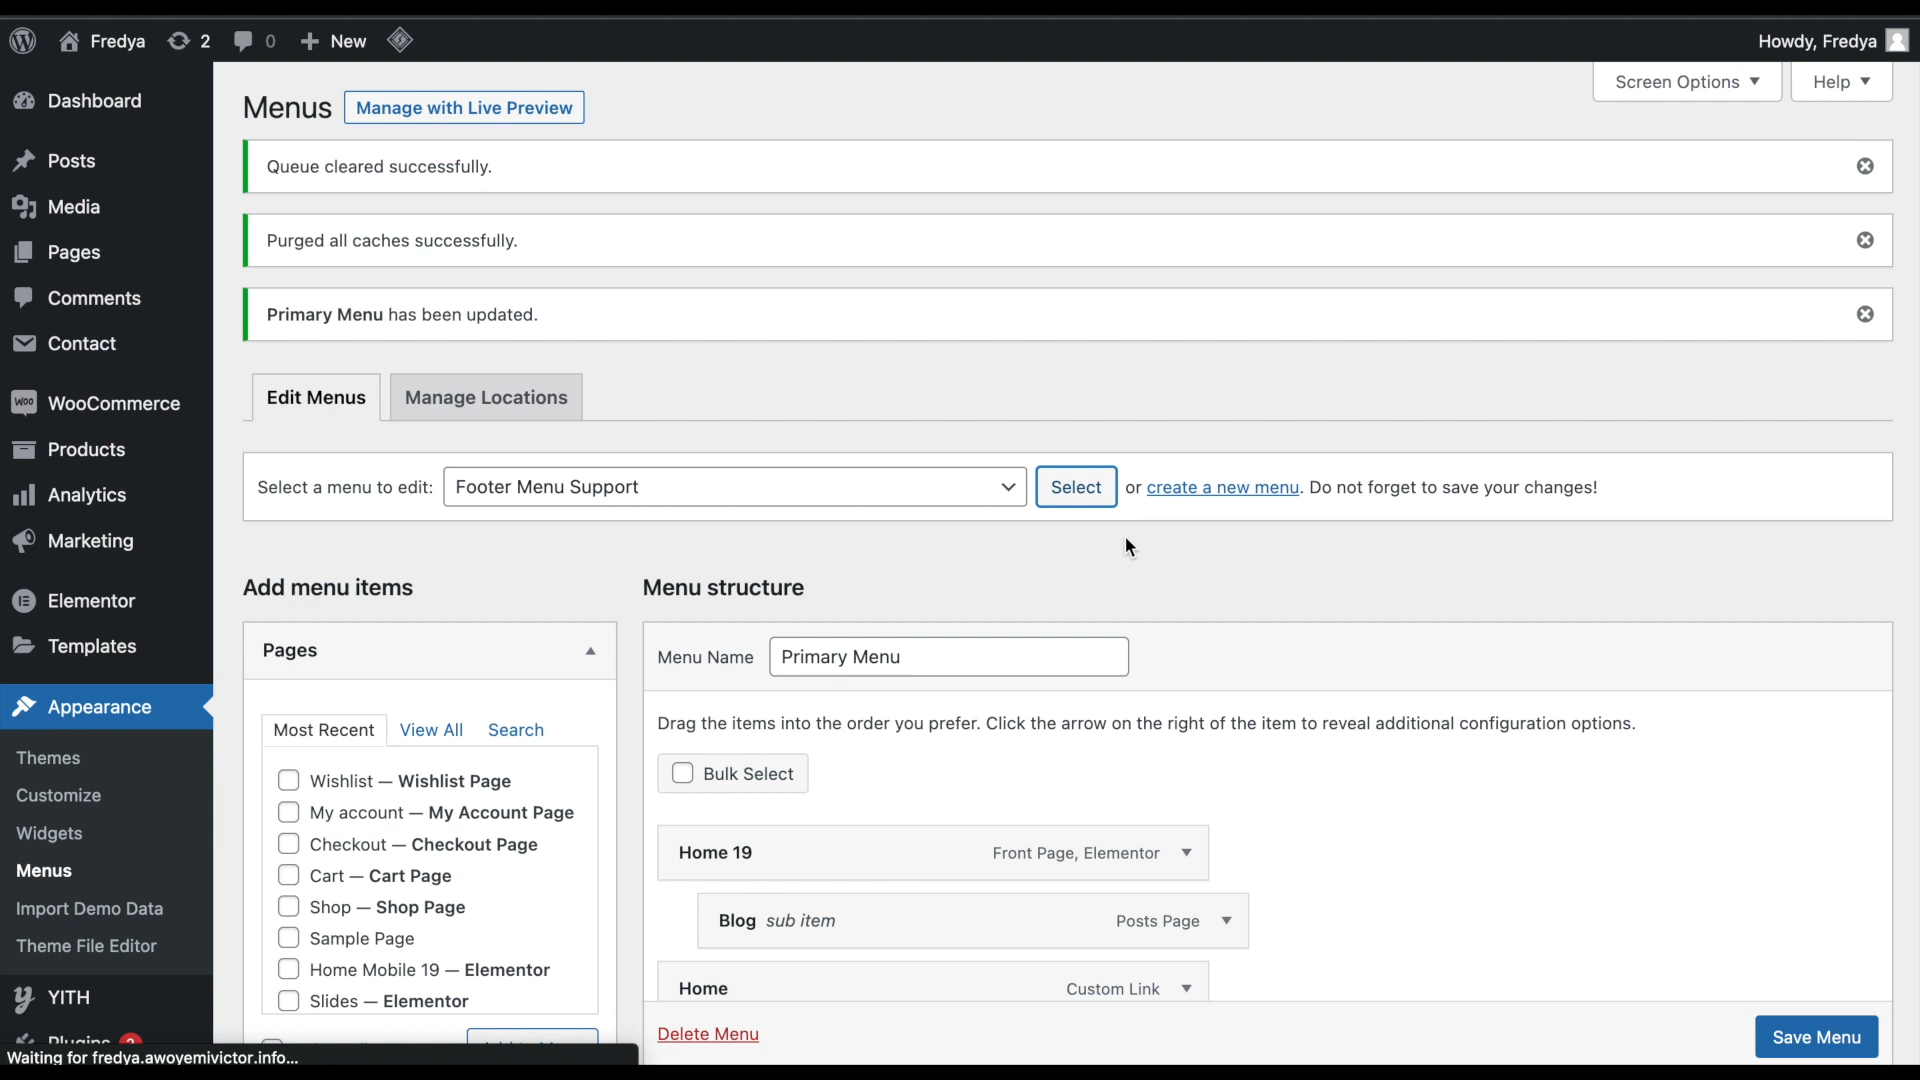 Fredya 2 0 New Howdy, Fredya
Screen Options Help
Dashboard
Posts
Media
Pages
Comments
Contact
WOO WooCommerce
Products
Analytics
Marketing
Elementor
Templates
Appearance
Themes
Customize
Widgets
Menus
Import Demo Data
Theme File Editor
YITH
Plugins
Waiting for fredya.awoyemivictor.info...
Menus Manage with Live Preview
Queue cleared successfully.
Purged all caches successfully.
Primary Menu has been updated.
Edit Menus Manage Locations
Select a menu to edit: Footer Menu Support Select or create a new menu. Do not forget to save your changes!
Add menu items
Pages
Most Recent View All Search
Wishlist — Wishlist Page
My account — My Account Page
Checkout — Checkout Page
Cart — Cart Page
Shop — Shop Page
Sample Page
Home Mobile 19 — Elementor
Slides — Elementor
Menu structure
Menu Name Primary Menu
Drag the items into the order you prefer. Click the arrow on the right of the item to reveal additional configuration options.
Bulk Select
Home 19 Front Page, Elementor
Blog sub item Posts Page
Home Custom Link
Delete Menu Save Menu